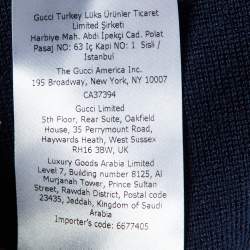 Gucci Turkey Lüks Ürünler Ticaret
Limited Şirketi
Harbiye Mah. Abdi İpekçi Cad. Polat
Pasaj NO: 63 İç Kapi NO: 1 Sisli /
Istanbul
The Gucci America Inc.
195 Broadway, New York, NY 10007
CA37394
Gucci Limited
5th Floor, Rear Suite, Oakfield
House, 35 Perrymount Road,
Haywards Heath, West Sussex
RH16 3BW, UK
Luxury Goods Arabia Limited
Level 7, Building number 8125, Al
Murjanah Tower, Prince Sultan
Street, Rawdah District, Postal code
23435, Jeddah, Kingdom of Saudi
Arabia
Importer's code: 6677405